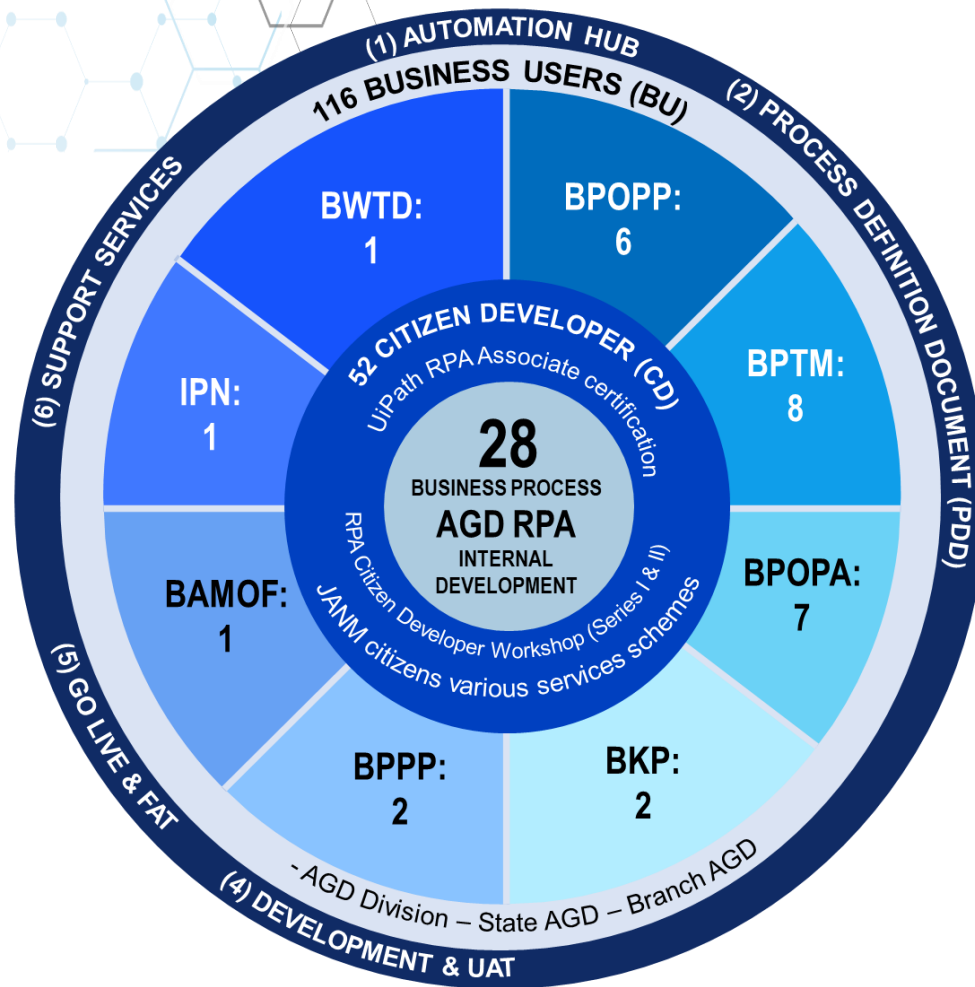 (1) AUTOMATION HUB
(2) PROCESS DEFINITION DOCUMENT (PDD)
(4) DEVELOPMENT & UAT
(5) GO LIVE & FAT
(6) SUPPORT SERVICES
116 BUSINESS USERS (BU)
BWTD:
1
BPOPP:
6
BPTM:
8
BPOPA:
7
BKP:
2
BPPP:
2
BAMOF:
1
IPN:
1
52 CITIZEN DEVELOPER (CD)
UiPath RPA Associate certification
28
BUSINESS PROCESS
AGD RPA
INTERNAL
DEVELOPMENT
RPA Citizen Developer Workshop (Series I & II)
JANM citizens various services schemes
- AGD Division – State AGD – Branch AGD